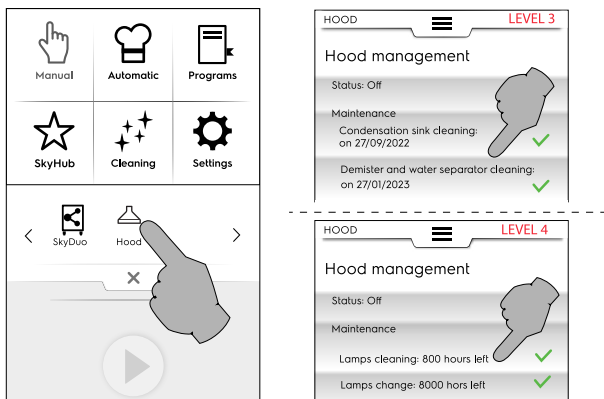 Manual Automatic Programs
SkyHub Cleaning Settings
SkyDuo Hood
HOOD LEVEL 3
Hood management
Status: Off
Maintenance
Condensation sink cleaning:
on 27/09/2022
Demister and water separator cleaning:
on 27/01/2023
HOOD LEVEL 4
Hood management
Status: Off
Maintenance
Lamps cleaning: 800 hours left
Lamps change: 8000 hors left